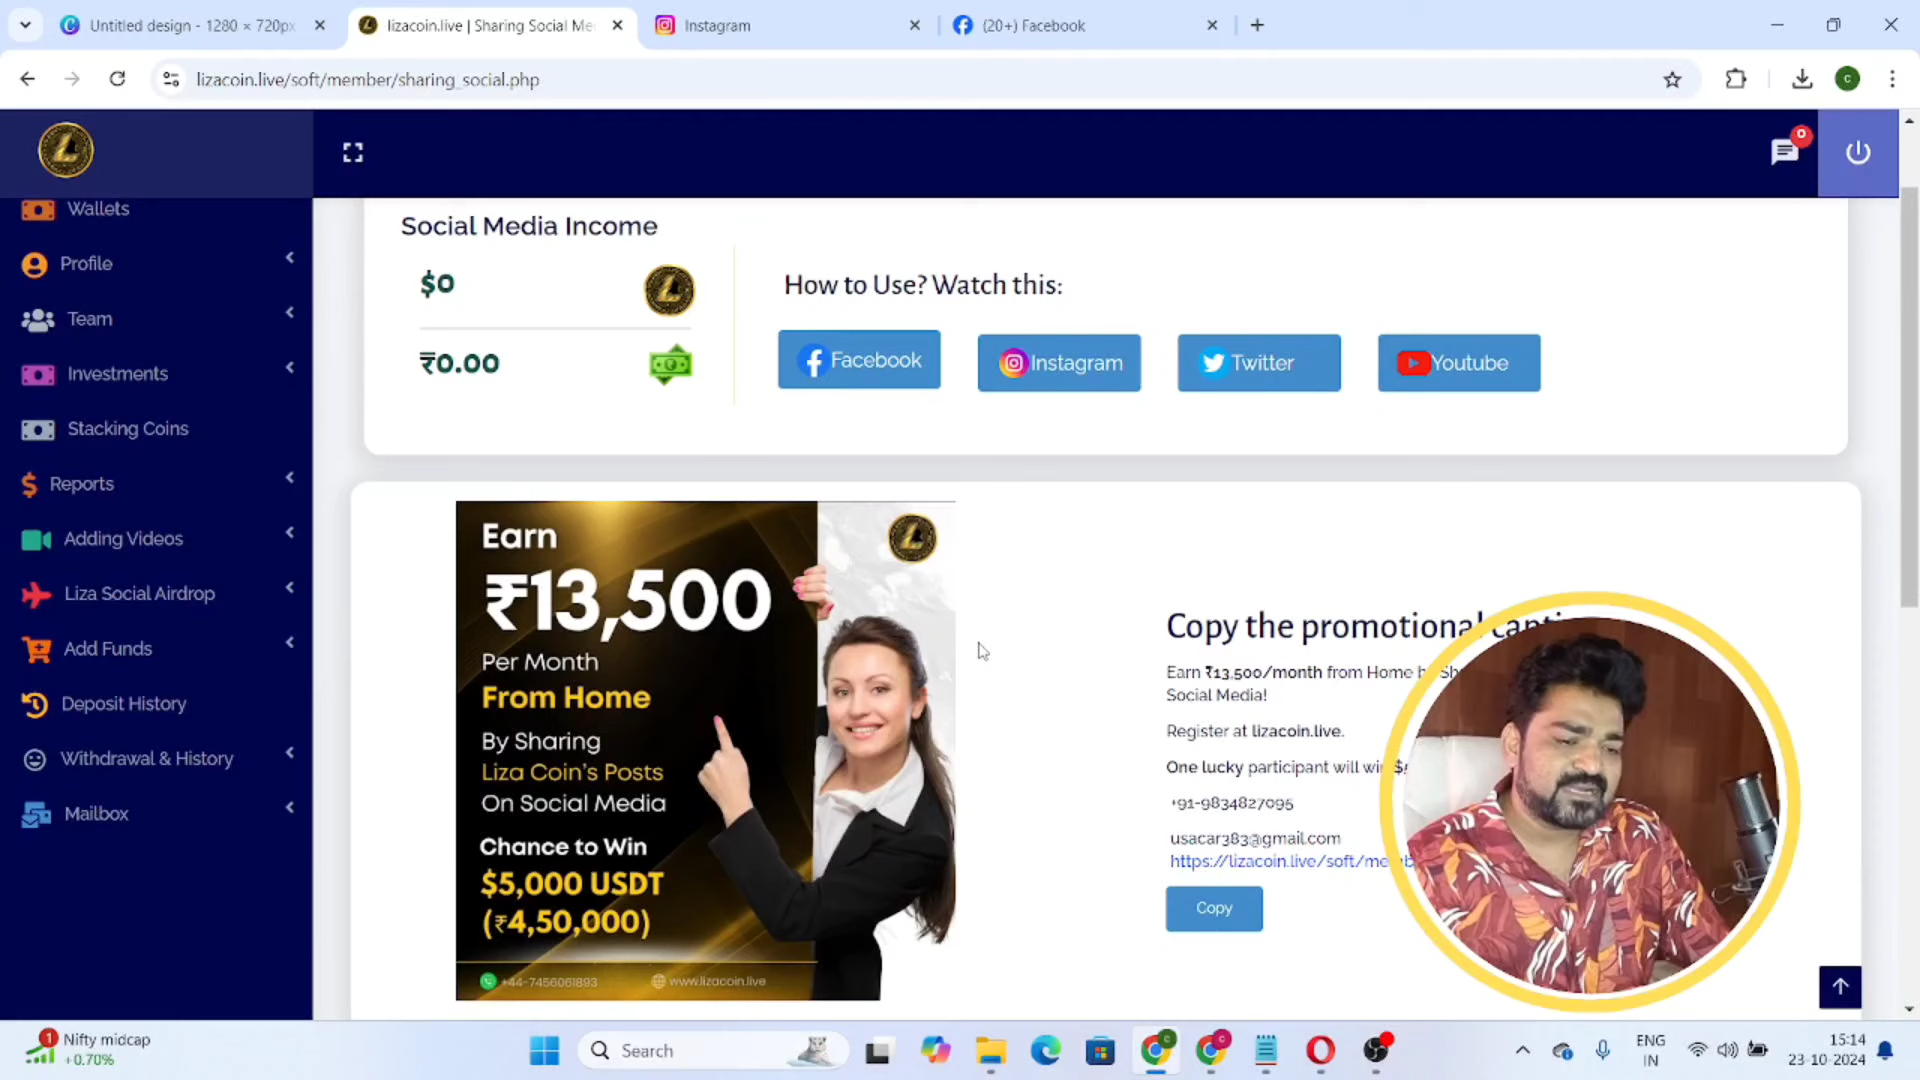 Untitled design - 1280 × 720px
lizacoin.live | Sharing Social Me
Instagram
(20+) Facebook
lizacoin.live/soft/member/sharing_social.php
0
Wallets
Profile
Team
Investments
Stacking Coins
Reports
Adding Videos
Liza Social Airdrop
Add Funds
Deposit History
Withdrawal & History
Mailbox
Social Media Income
$0
₹0.00
How to Use? Watch this:
Facebook
Instagram
Twitter
Youtube
Earn
₹13,500
Per Month
From Home
By Sharing
Liza Coin's Posts
On Social Media
Chance to Win
$5,000 USDT
(₹4,50,000)
+44-7456061893
www.lizacoin.live
Copy the promotional
Earn ₹13,500/month from Home
Social Media!
Register at lizacoin.live.
One lucky participant will win
+91-9834827095
usacar383@gmail.com
https://lizacoin.live/soft/memb
Copy
1
Nifty midcap
+0.70%
Search
ENG
IN
15:14
23-10-2024